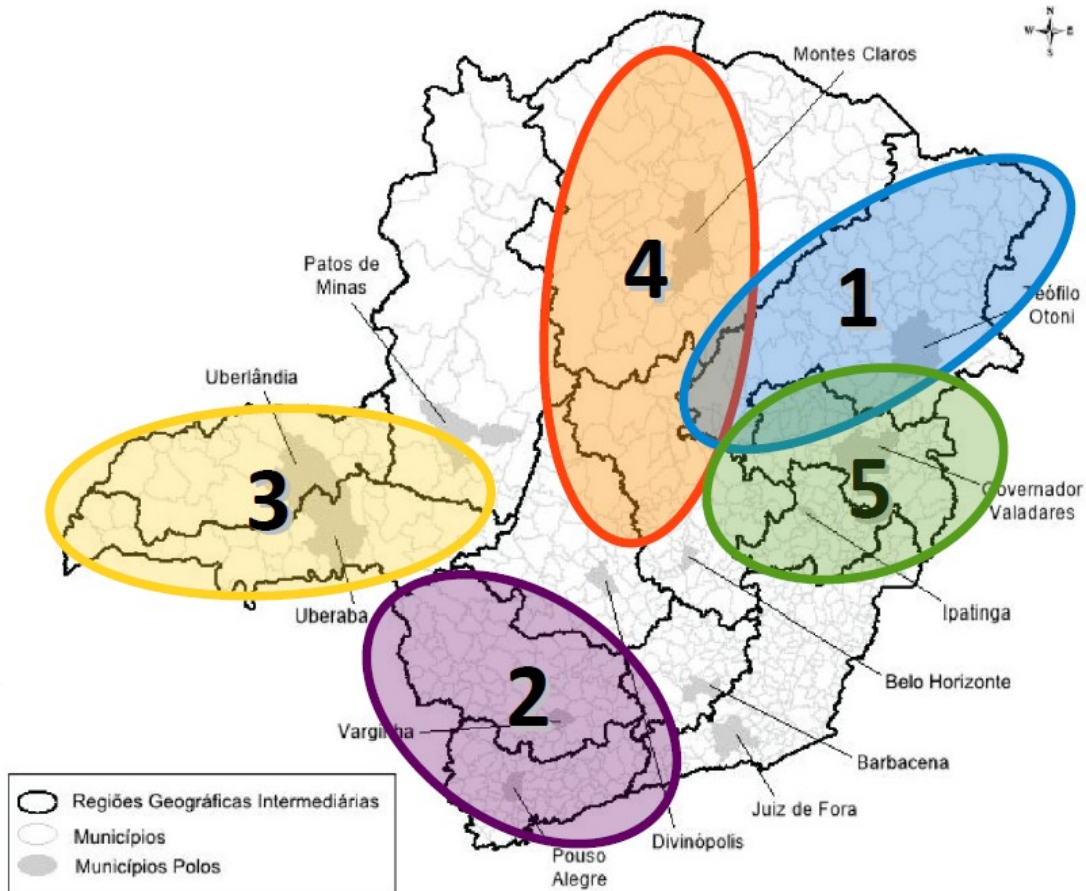 N
W E
S
Montes Claros
4
1
Patos de
Minas
Teófilo
Otoni
Uberlândia
3
5
Governador
Valadares
Uberaba
Ipatinga
2
Belo Horizonte
Varginha
Barbacena
Juiz de Fora
Divinópolis
Pouso
Alegre
Regiões Geográficas Intermediárias
Municípios
Municípios Polos